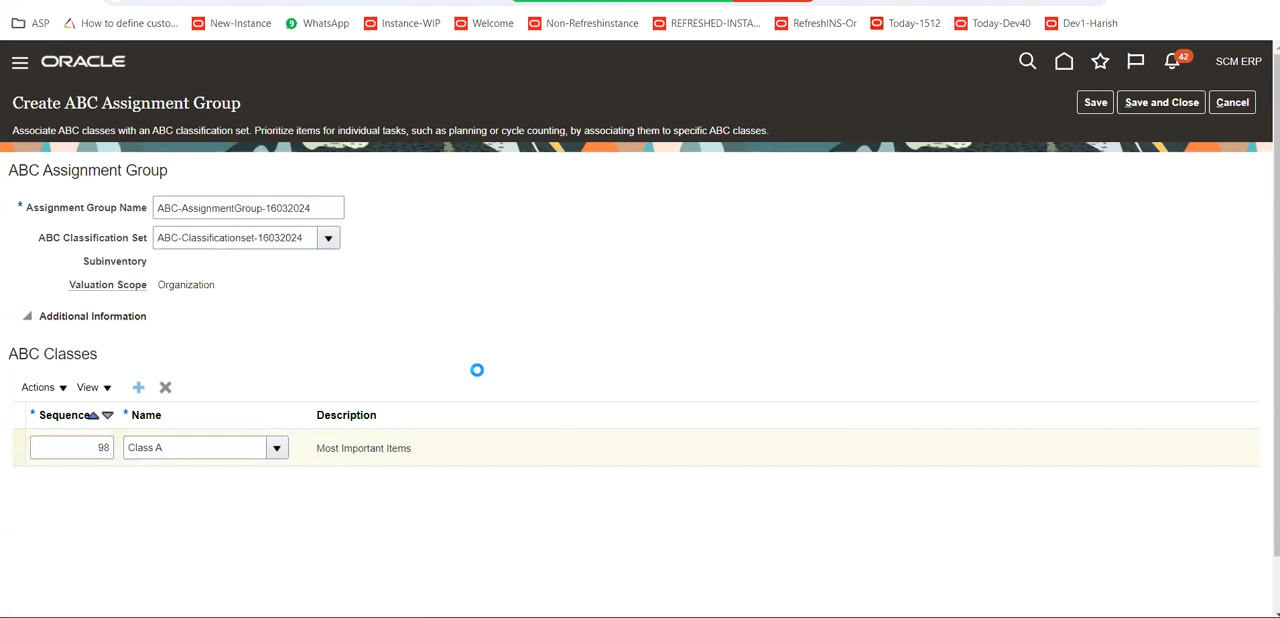 ASP How to define custo... New-Instance 9 WhatsApp Instance-WIP Welcome Non-Refreshinstance REFRESHED-INSTA... RefreshINS-Or Today-1512 Today-Dev40 Dev1-Harish
ORACLE 42 SCM ERP
Create ABC Assignment Group Save Save and Close Cancel
Associate ABC classes with an ABC classification set. Prioritize items for individual tasks, such as planning or cycle counting, by associating them to specific ABC classes.
ABC Assignment Group
* Assignment Group Name ABC-AssignmentGroup-16032024
ABC Classification Set ABC-Classificationset-16032024
Subinventory
Valuation Scope Organization
Additional Information
ABC Classes
Actions View
* Sequence * Name Description
98 Class A Most Important Items